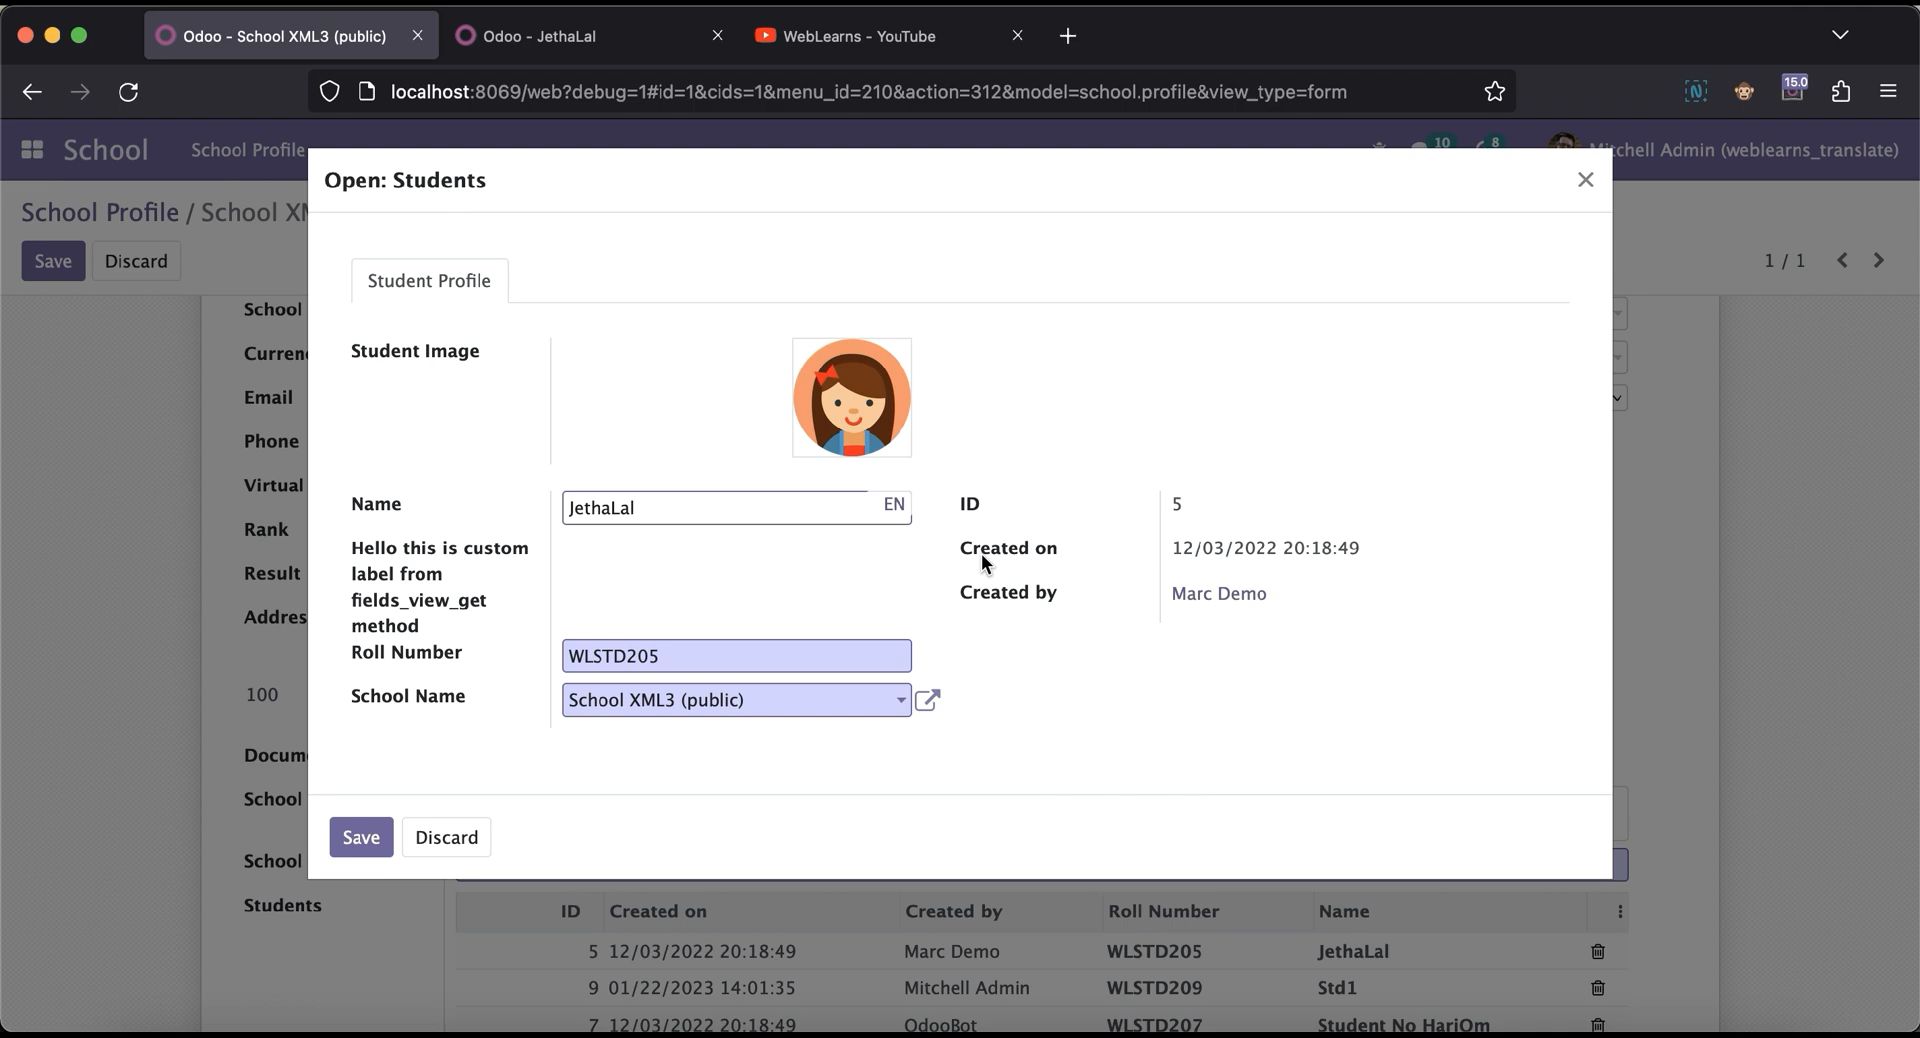 Odoo - School XML3 (public)
Odoo - JethaLal
WebLearns - YouTube
localhost:8069/web?debug=1#id=1&cids=1&menu_id=210&action=312&model=school.profile&view_type=form
15.0
School
School Profile
10
8
Mitchell Admin (weblearns_translate)
School Profile / School XM
Save
Discard
1 / 1
Open: Students
Student Profile
Student Image
Name
JethaLal
EN
Hello this is custom
label from
fields_view_get
method
Roll Number
WLSTD205
School Name
School XML3 (public)
ID
5
Created on
12/03/2022 20:18:49
Created by
Marc Demo
Save
Discard
School
Curren
Email
Phone
Virtual
Rank
Result
Addres
100
Docum
School
School
Students
ID Created on Created by Roll Number Name
5 12/03/2022 20:18:49 Marc Demo WLSTD205 JethaLal
9 01/22/2023 14:01:35 Mitchell Admin WLSTD209 Std1
7 12/03/2022 20:18:49 OdooBot WLSTD207 Student No HariOm